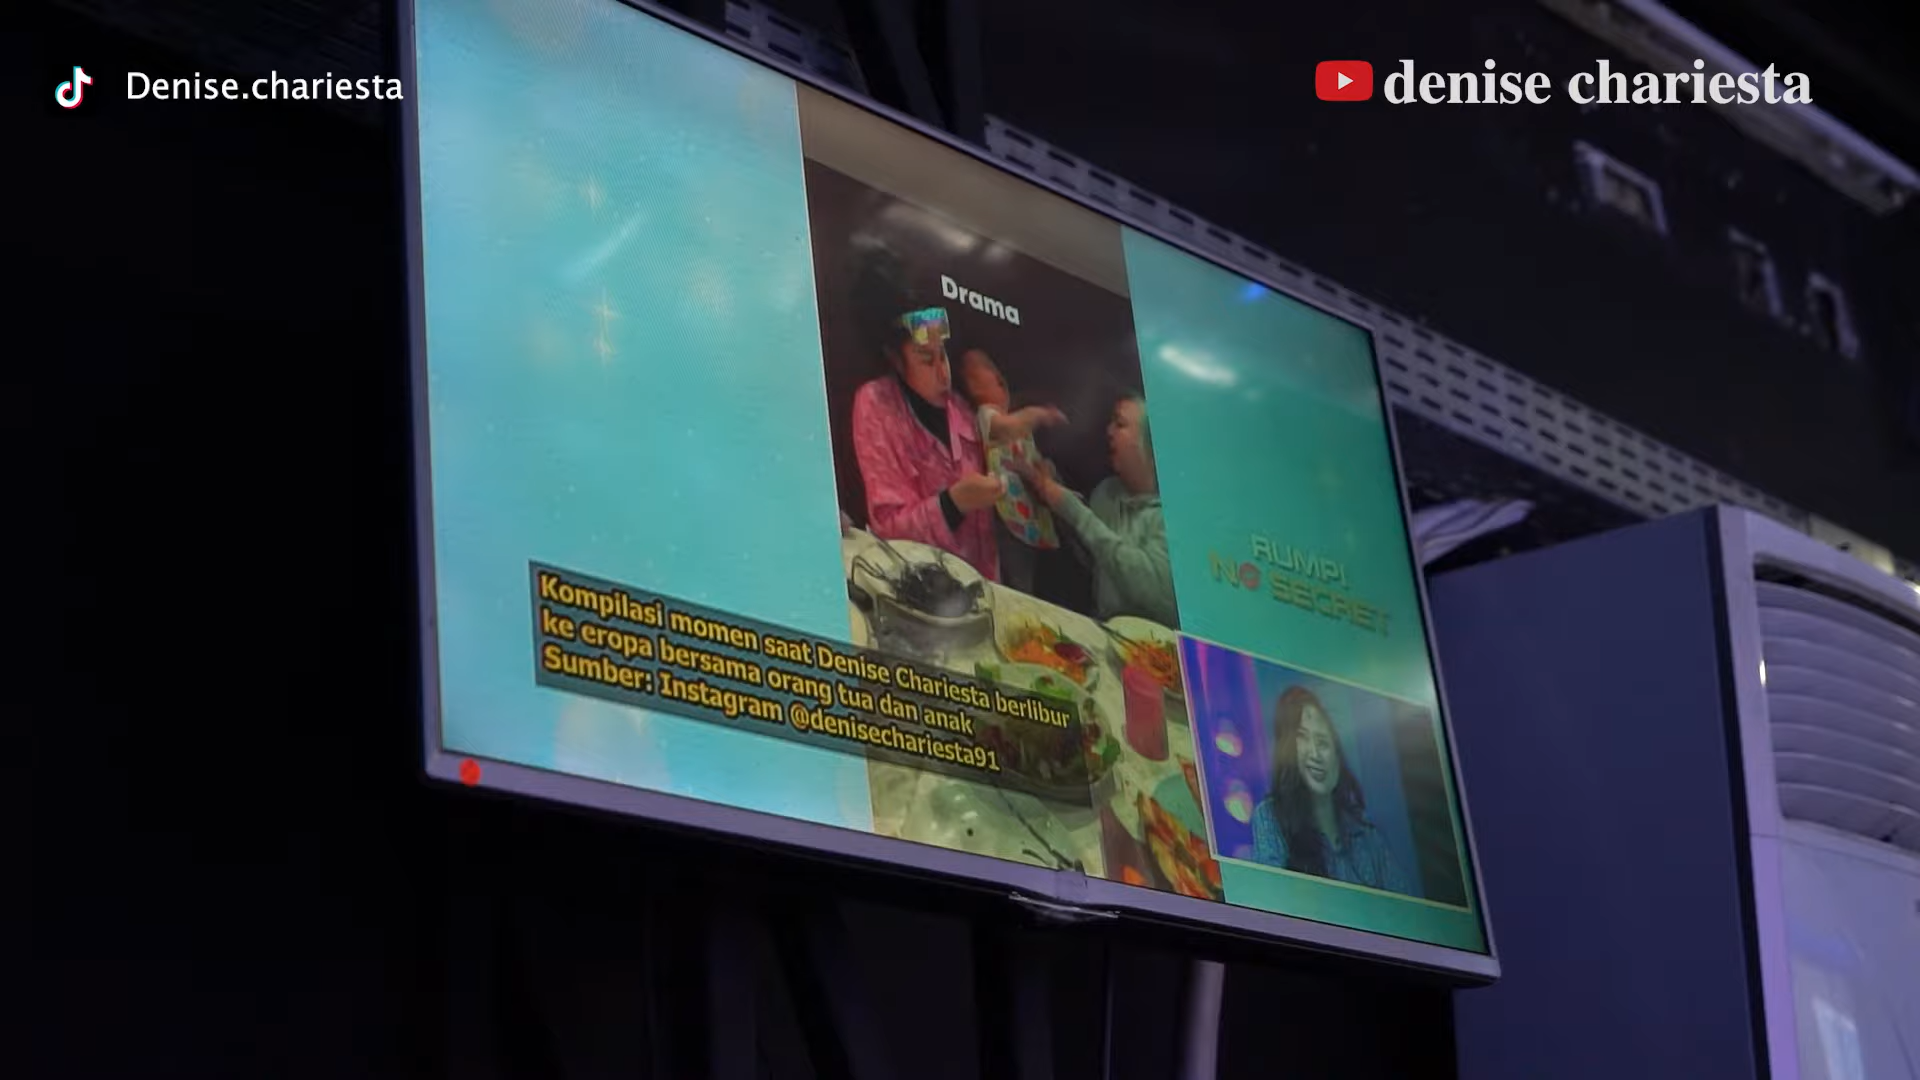 Denise.chariesta
denise chariesta
Drama
RUMPI
NO SECRET
Kompilasi momen saat Denise Chariesta berlibur
ke eropa bersama orang tua dan anak
Sumber: Instagram @denisechariesta91